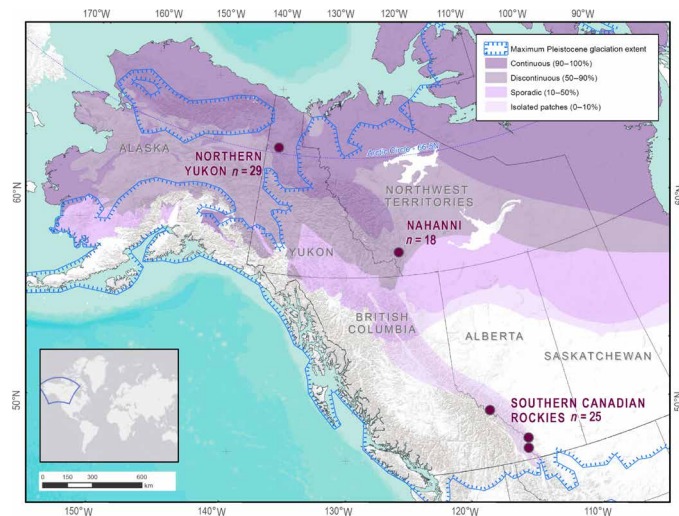 170°W 160°W 150°W 140°W 130°W 120°W 110°W 100°W 90°W
Maximum Pleistocene glaciation extent
Continuous (90–100%)
Discontinuous (50–90%)
Sporadic (10–50%)
Isolated patches (0–10%)
ALASKA
NORTHERN
YUKON n = 29
Arctic Circle
60°N
60°N
NORTHWEST
TERRITORIES
NAHANNI
n = 18
YUKON
BRITISH
COLUMBIA
ALBERTA
SASKATCHEWAN
50°N
50°N
SOUTHERN CANADIAN
ROCKIES n = 25
0 150 300 600
km
150°W 140°W 130°W 120°W 110°W